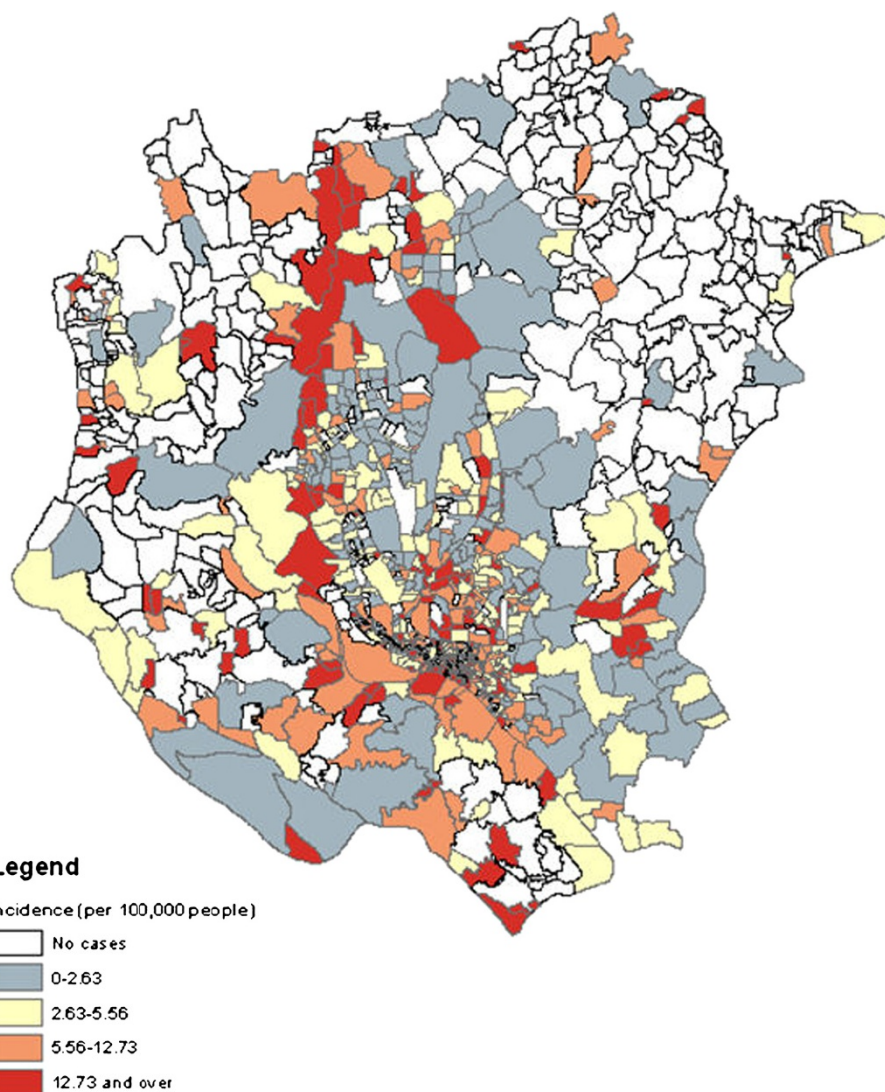 Legend
ncidence (per 100,000 people)
No cases
0-2.63
2.63-5.56
5.56-12.73
12.73 and over